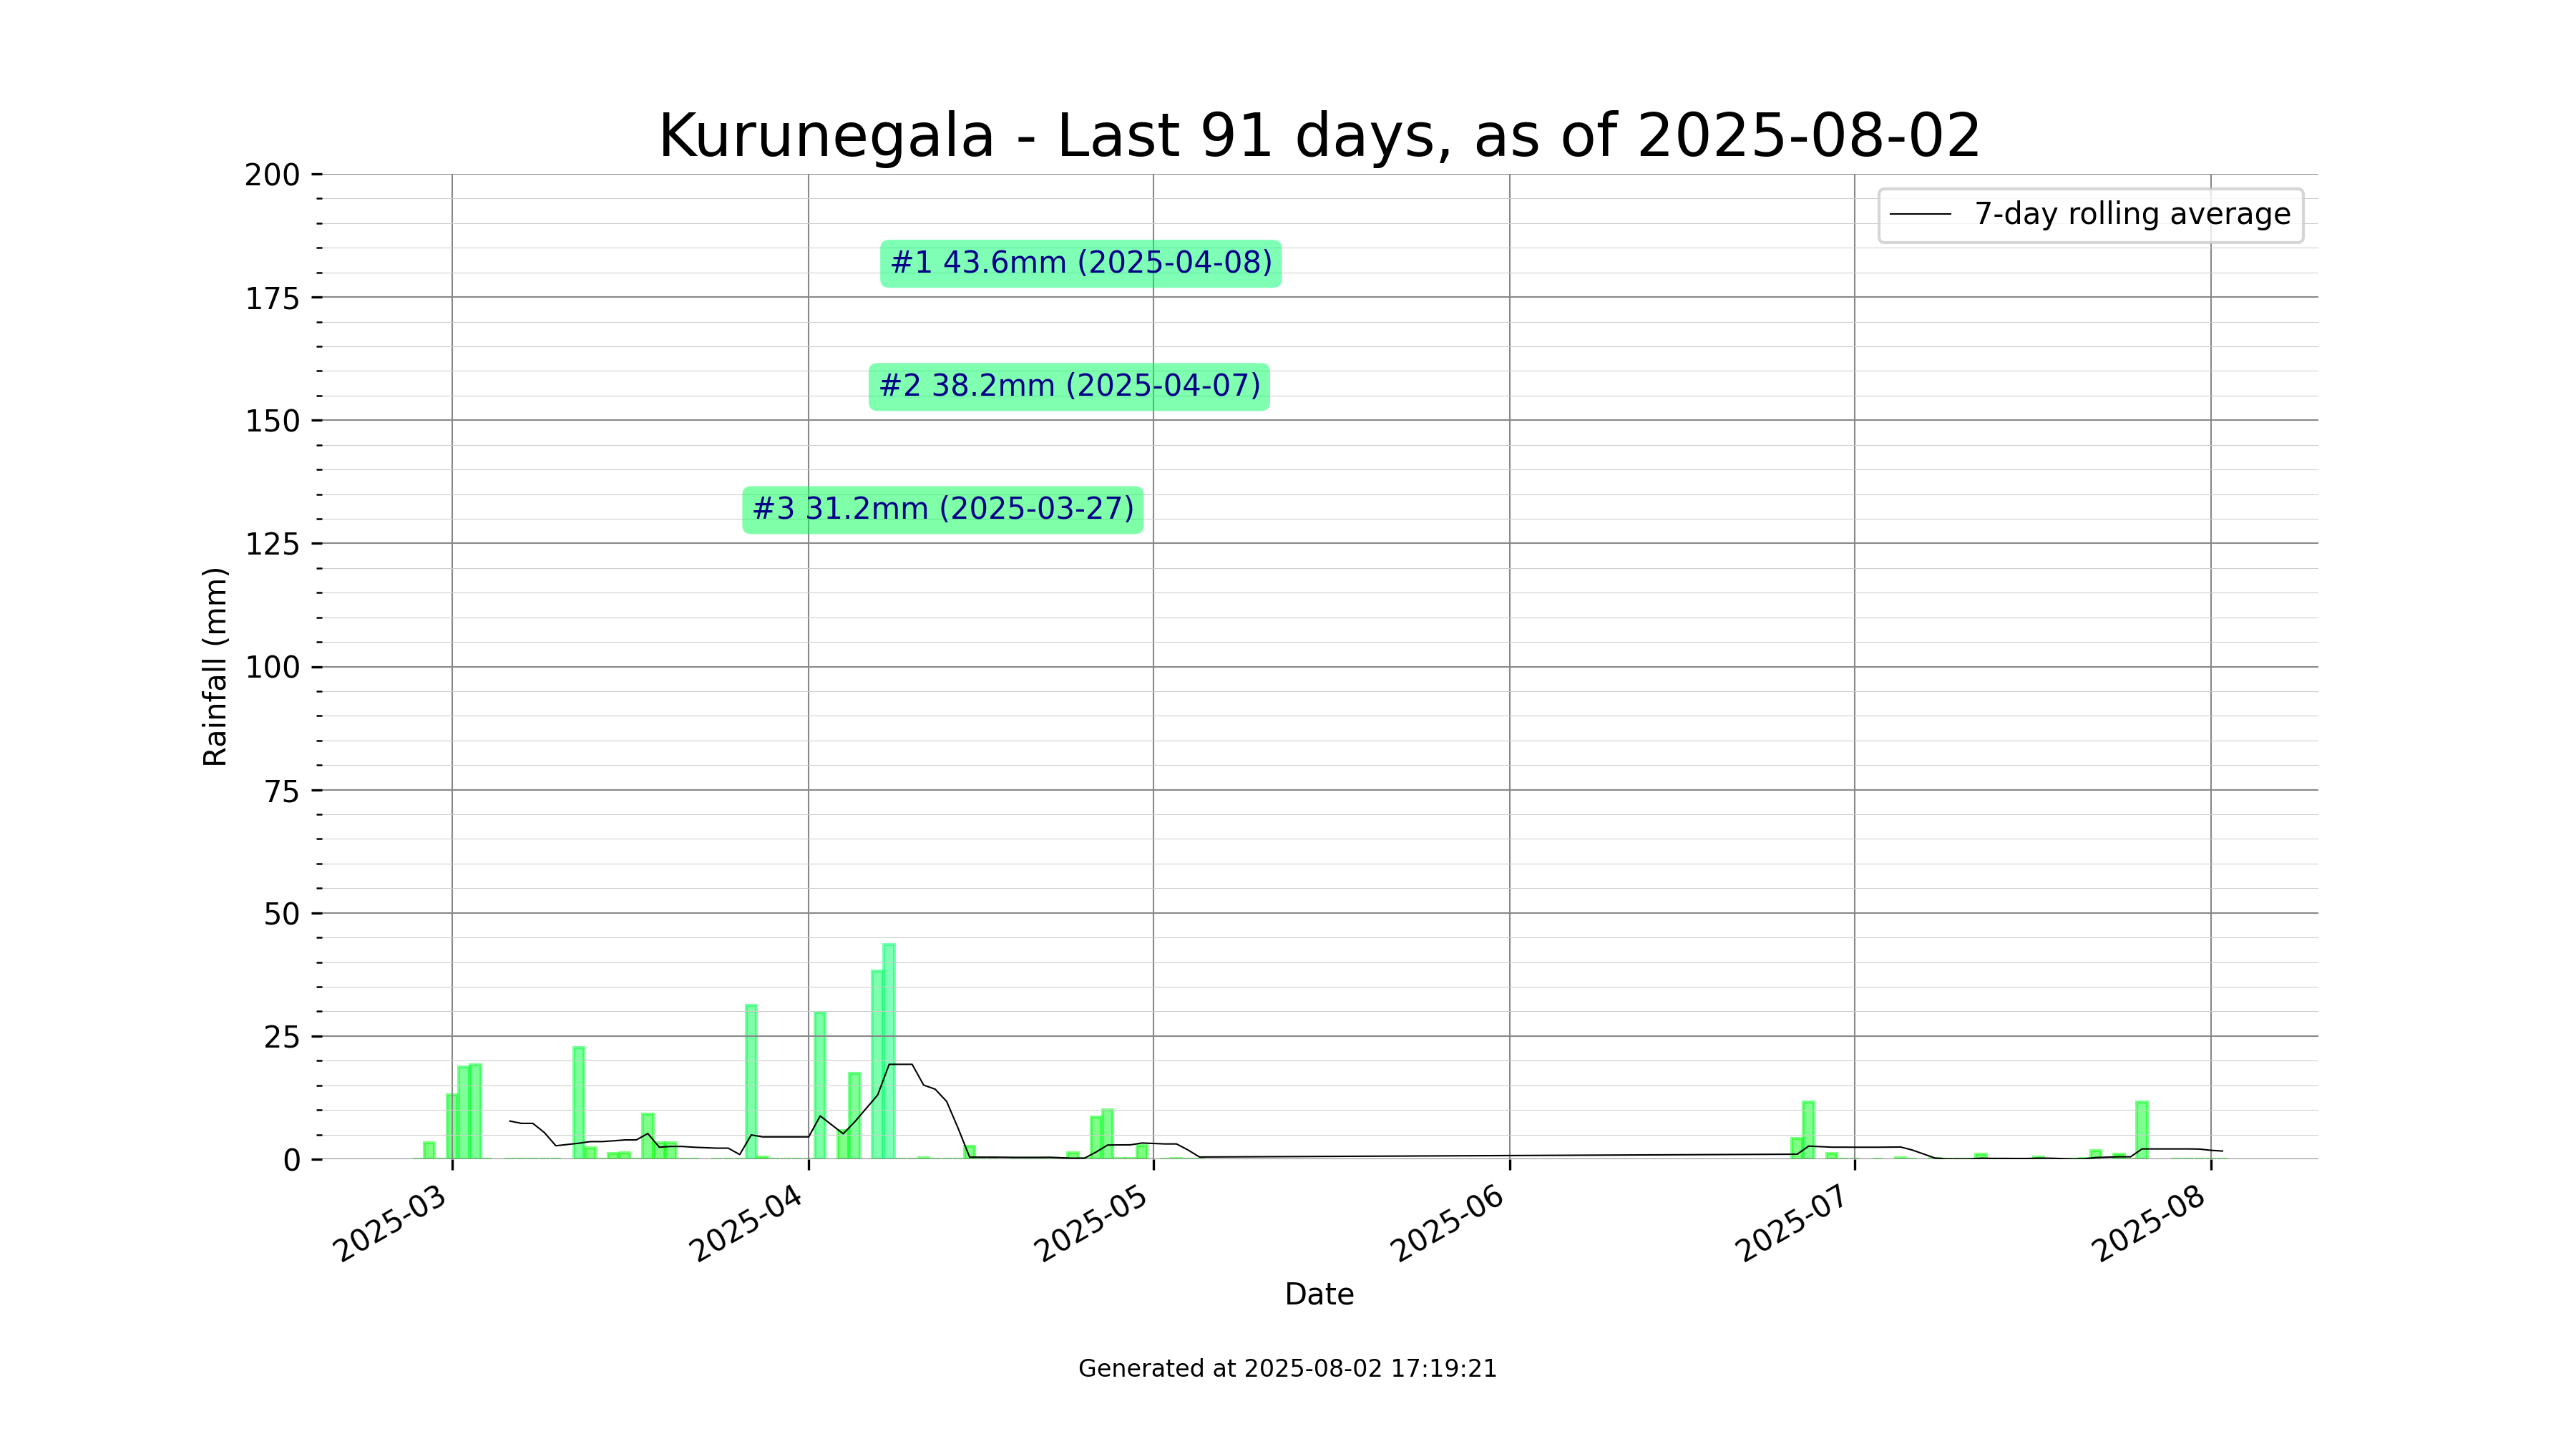 Kurunegala - Last 91 days, as of 2025-08-02
7-day rolling average
#1 43.6mm (2025-04-08)
#2 38.2mm (2025-04-07)
#3 31.2mm (2025-03-27)
Rainfall (mm)
200
175
150
125
100
75
50
25
0
2025-03
2025-04
2025-05
2025-06
2025-07
2025-08
Date
Generated at 2025-08-02 17:19:21